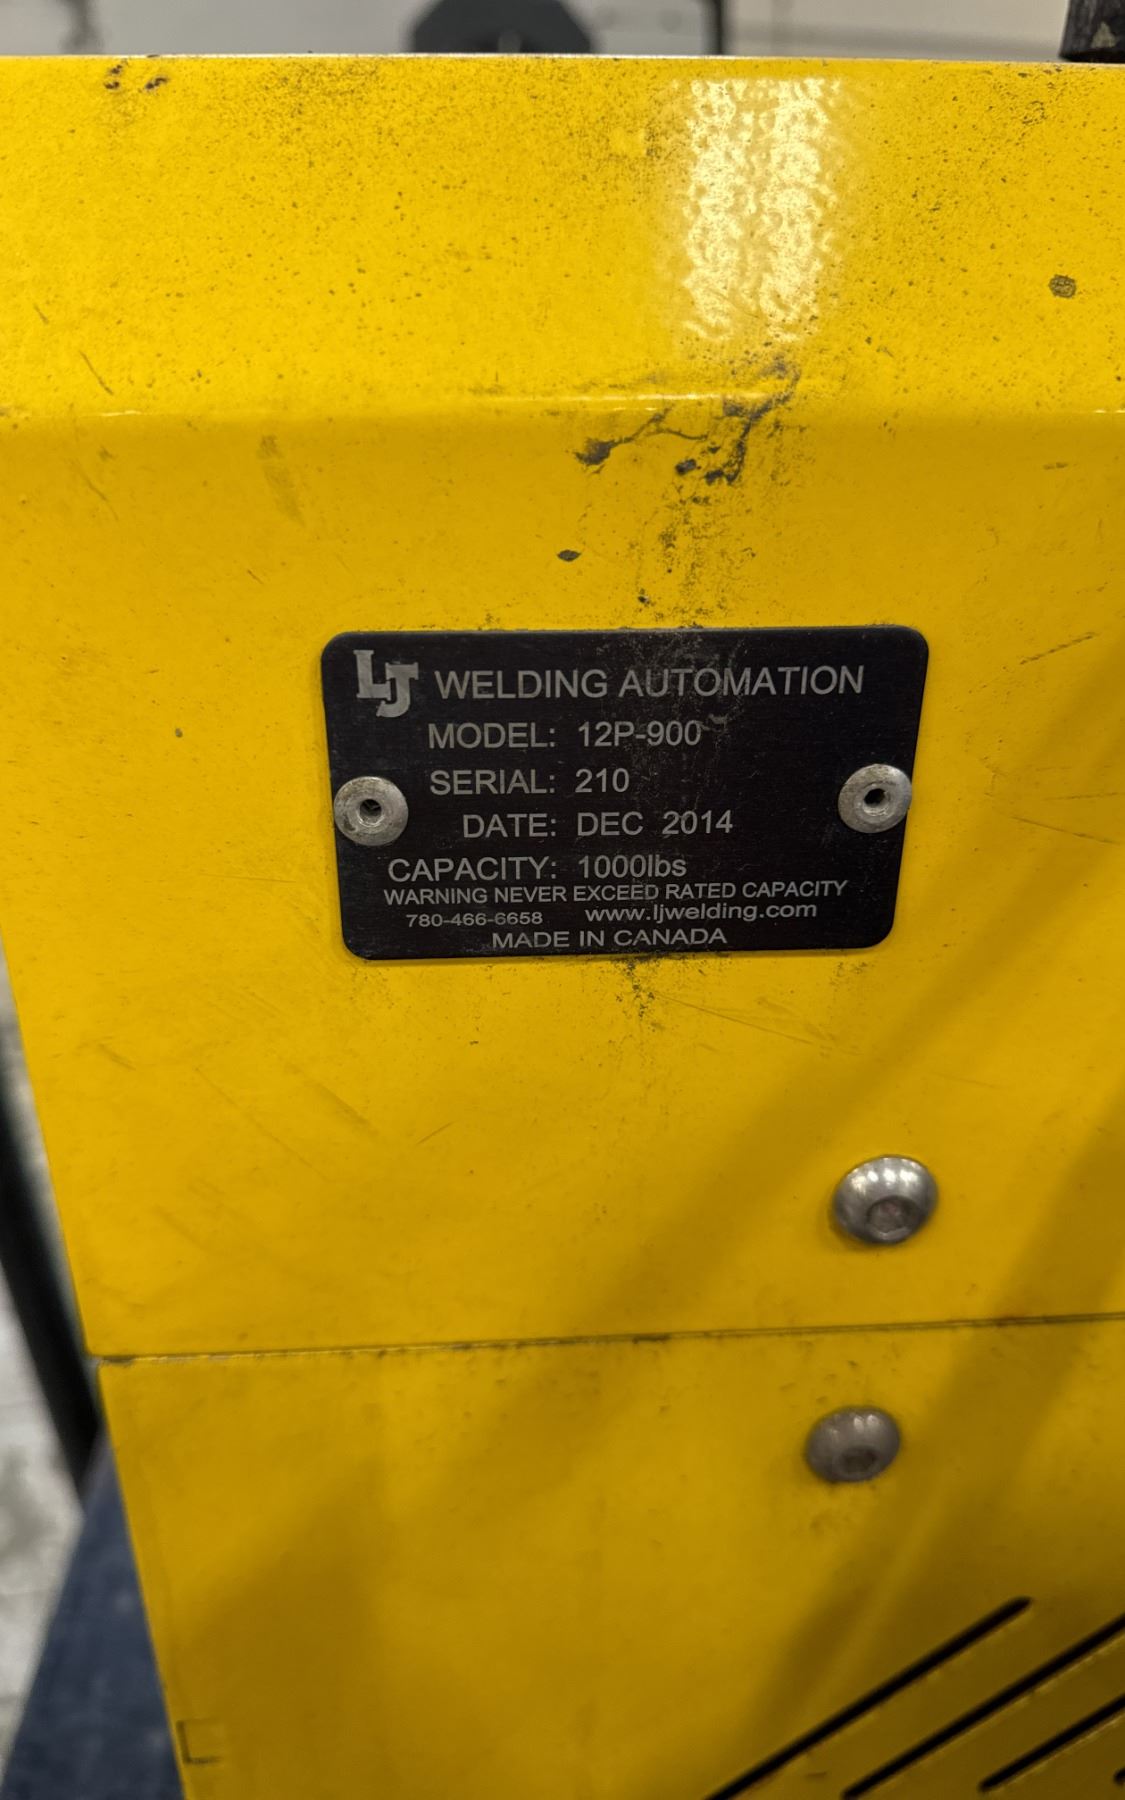 LJ WELDING AUTOMATION
MODEL: 12P-900
SERIAL: 210
DATE: DEC 2014
CAPACITY: 1000lbs
WARNING NEVER EXCEED RATED CAPACITY
780-466-6658 www.ljwelding.com
MADE IN CANADA